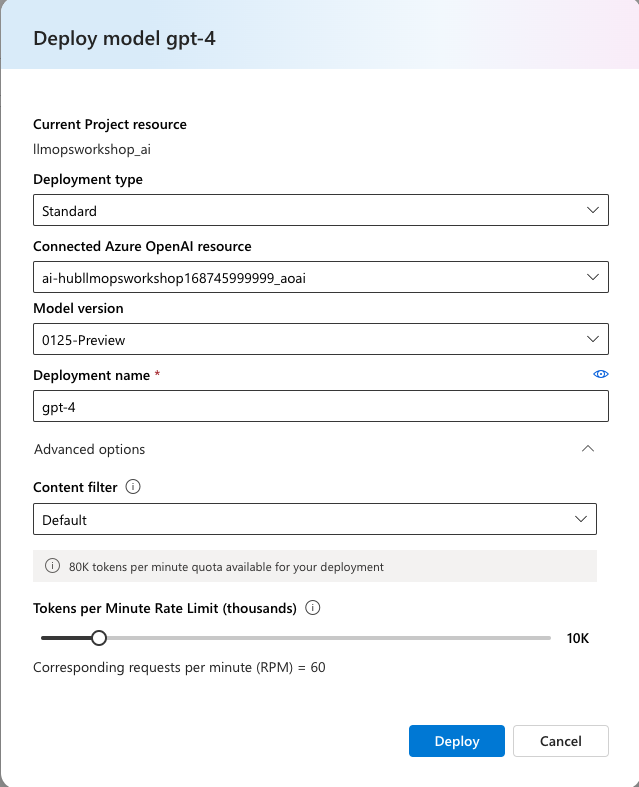 Deploy model gpt-4
Current Project resource
llmopsworkshop_ai
Deployment type
Standard
Connected Azure OpenAI resource
ai-hubllmopsworkshop168745999999_aoai
Model version
0125-Preview
Deployment name *
gpt-4
Advanced options
Content filter
Default
80K tokens per minute quota available for your deployment
Tokens per Minute Rate Limit (thousands)
10K
Corresponding requests per minute (RPM) = 60
Deploy
Cancel